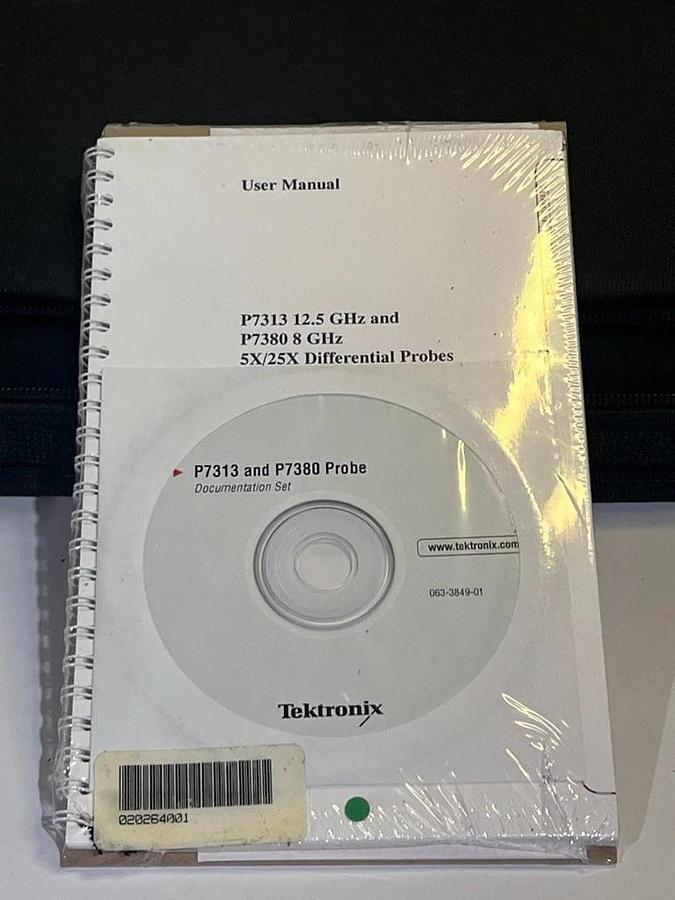 User Manual
P7313 12.5 GHz and
P7380 8 GHz
5X/25X Differential Probes
P7313 and P7380 Probe
Documentation Set
www.tektronix.com
063-3849-01
Tektronix
020264001